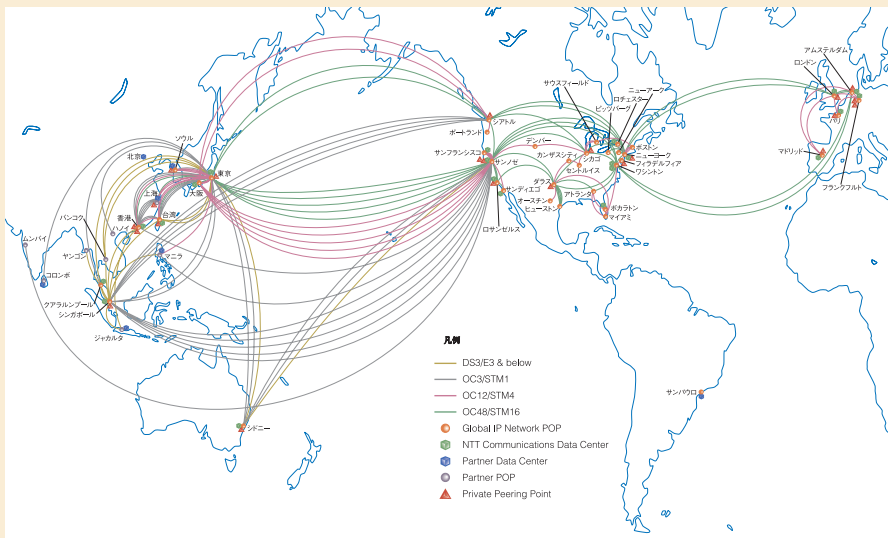 アムステルダム
ロンドン
パリ
マドリッド
フランクフルト
サウスフィールド
ニューアーク
ロチェスター
ピッツバーグ
シアトル
ポートランド
デンバー
ボストン
サンフランシスコ
カンザスシティ
シカゴ
ニューヨーク
サンノゼ
セントルイス
フィラデルフィア
ワシントン
ダラス
サンディエゴ
アトランタ
オースチン
ヒューストン
ボカラトン
マイアミ
ロサンゼルス
ソウル
北京
東京
大阪
上海
バンコク
香港
台湾
ハノイ
ムンバイ
ヤンゴン
マニラ
コロンボ
クアラルンプール
シンガポール
ジャカルタ
シドニー
サンパウロ
凡例
DS3/E3 & below
OC3/STM1
OC12/STM4
OC48/STM16
Global IP Network POP
NTT Communications Data Center
Partner Data Center
Partner POP
Private Peering Point